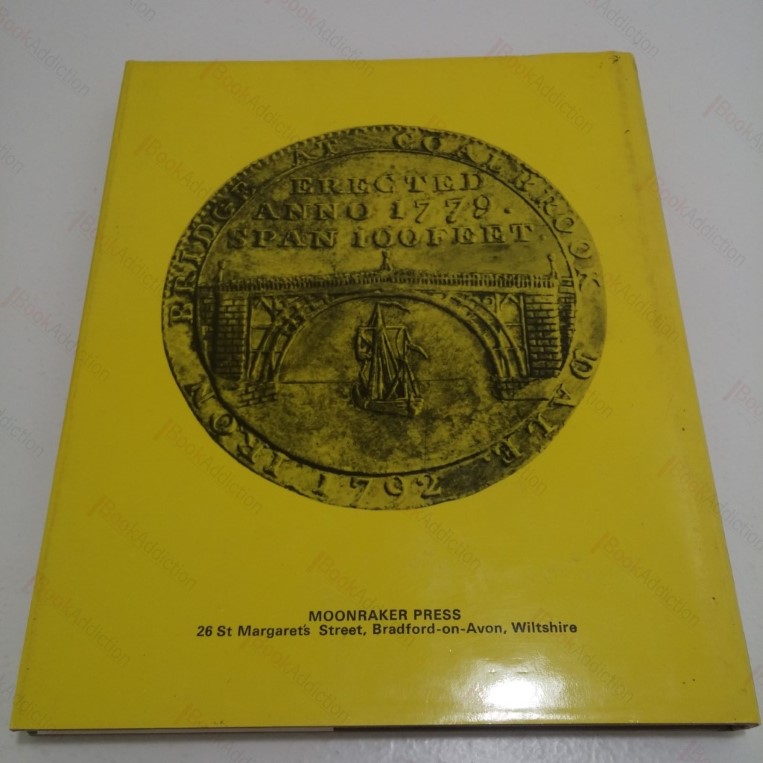 IRON BRIDGE AT COALBROOK DALE.
1792
ERECTED
ANNO 1779.
SPAN 100 FEET
MOONRAKER PRESS
26 St Margaret's Street, Bradford-on-Avon, Wiltshire
BookAddiction